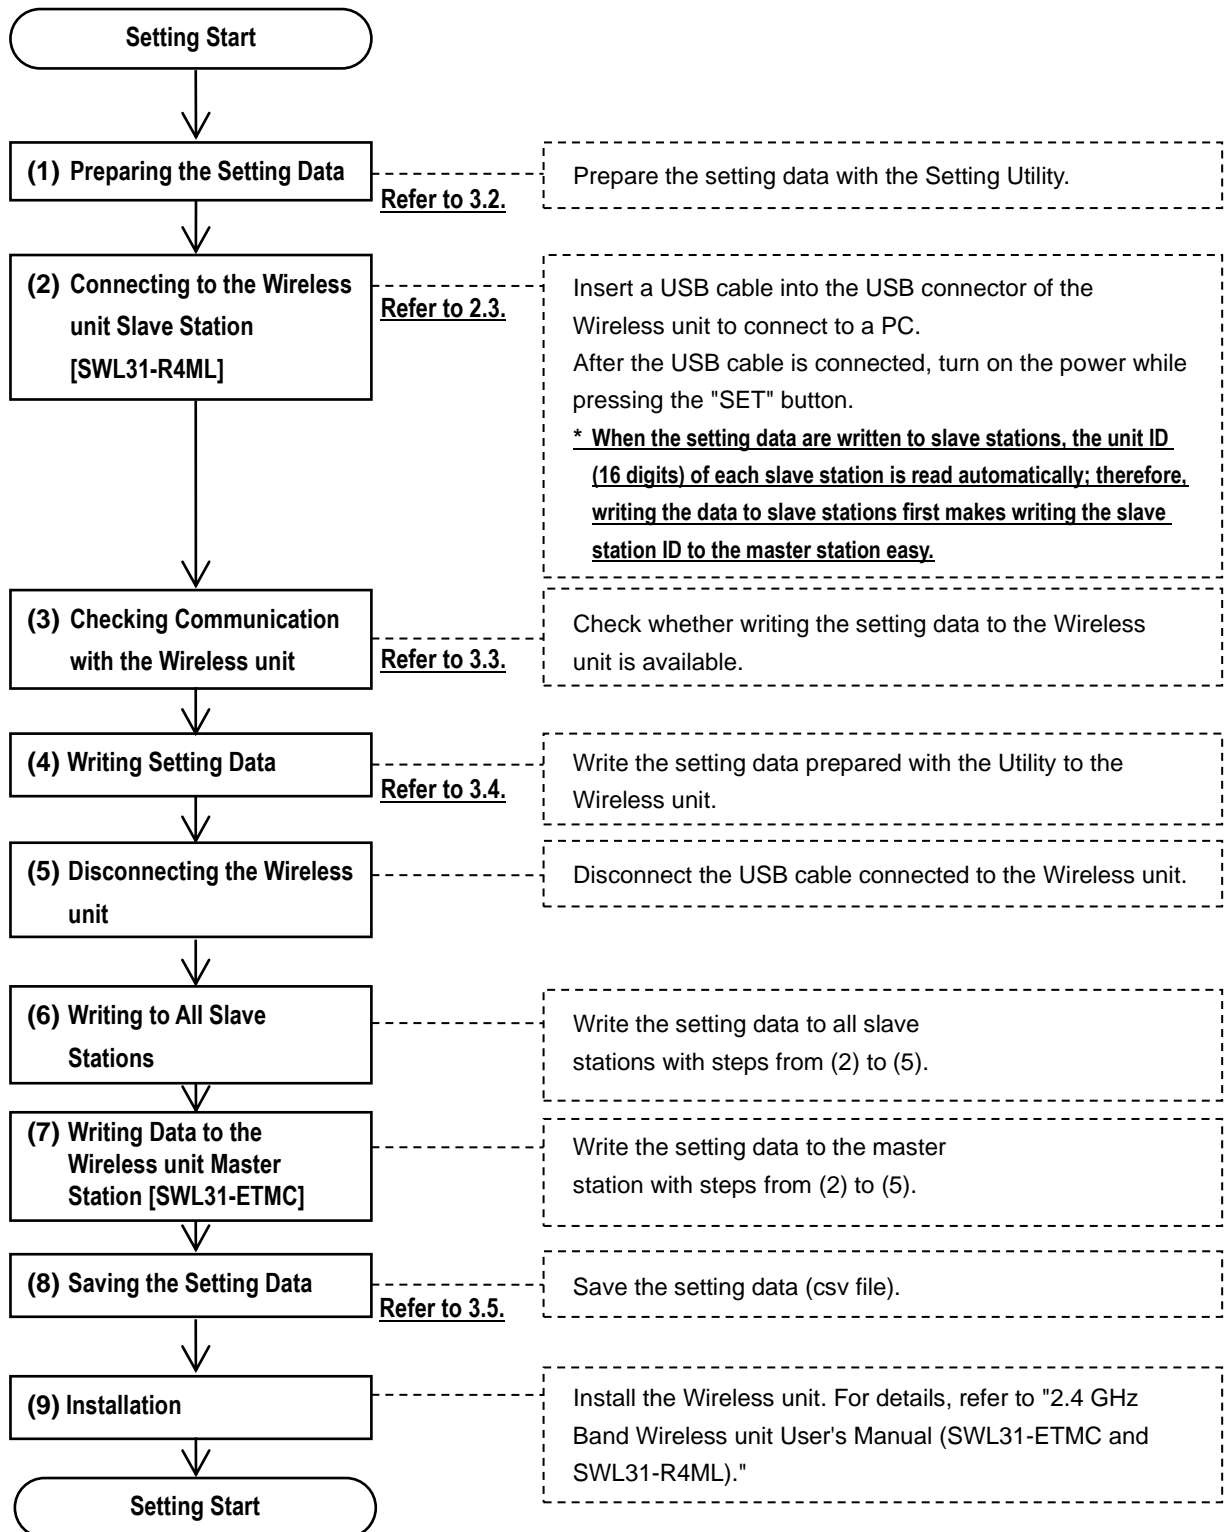 Setting Start
(1) Preparing the Setting Data
Refer to 3.2.
Prepare the setting data with the Setting Utility.
(2) Connecting to the Wireless
unit Slave Station
[SWL31-R4ML]
Refer to 2.3.
Insert a USB cable into the USB connector of the
Wireless unit to connect to a PC.
After the USB cable is connected, turn on the power while
pressing the "SET" button.
* When the setting data are written to slave stations, the unit ID
(16 digits) of each slave station is read automatically; therefore,
writing the data to slave stations first makes writing the slave
station ID to the master station easy.
(3) Checking Communication
with the Wireless unit
Refer to 3.3.
Check whether writing the setting data to the Wireless
unit is available.
(4) Writing Setting Data
Refer to 3.4.
Write the setting data prepared with the Utility to the
Wireless unit.
(5) Disconnecting the Wireless
unit
Disconnect the USB cable connected to the Wireless unit.
(6) Writing to All Slave
Stations
Write the setting data to all slave
stations with steps from (2) to (5).
(7) Writing Data to the
Wireless unit Master
Station [SWL31-ETMC]
Write the setting data to the master
station with steps from (2) to (5).
(8) Saving the Setting Data
Refer to 3.5.
Save the setting data (csv file).
(9) Installation
Install the Wireless unit. For details, refer to "2.4 GHz
Band Wireless unit User's Manual (SWL31-ETMC and
SWL31-R4ML)."
Setting Start